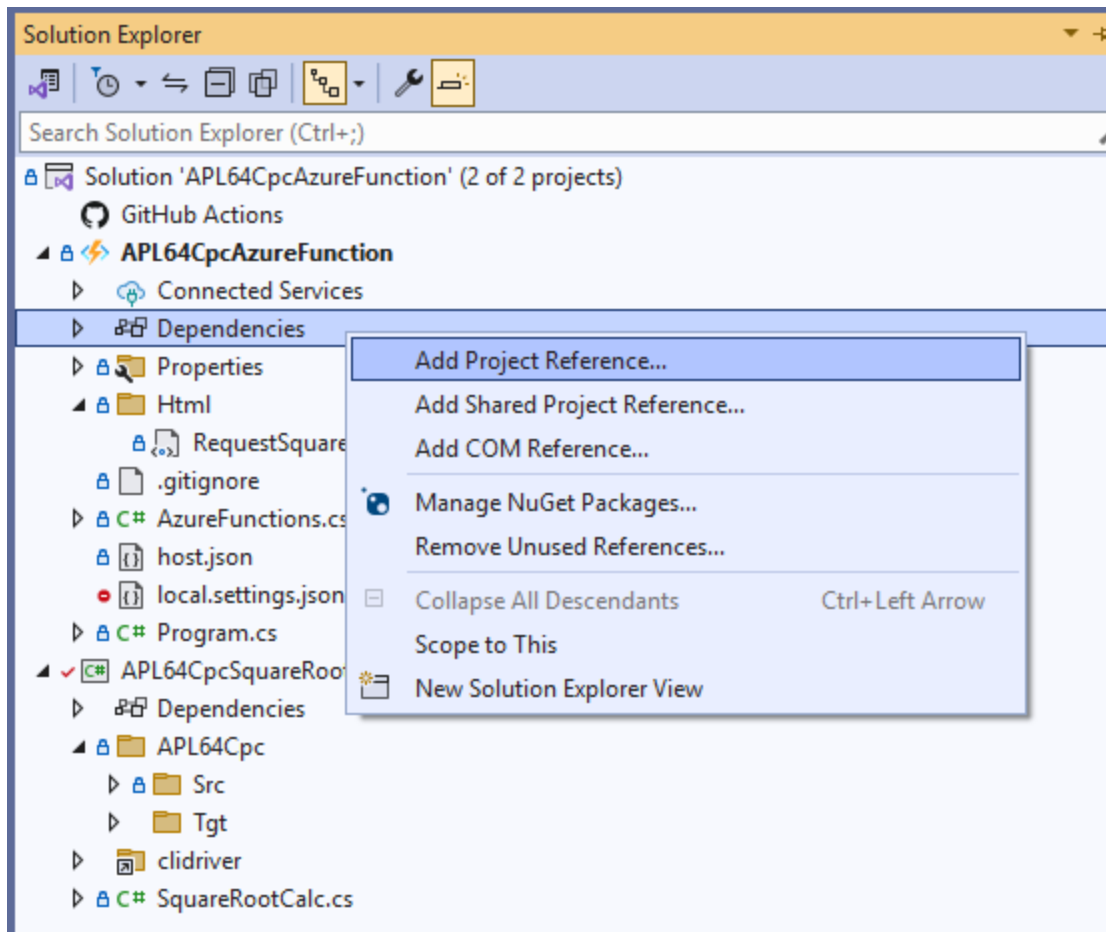 Solution Explorer
Search Solution Explorer (Ctrl+;)
Solution 'APL64CpcAzureFunction' (2 of 2 projects)
GitHub Actions
APL64CpcAzureFunction
Connected Services
Dependencies
Add Project Reference...
Properties
Add Shared Project Reference...
Html
RequestSquare
Add COM Reference...
.gitignore
Manage NuGet Packages...
C# AzureFunctions.cs
Remove Unused References...
host.json
local.settings.json
Collapse All Descendants Ctrl+Left Arrow
C# Program.cs
Scope to This
C# APL64CpcSquareRoot
New Solution Explorer View
Dependencies
APL64Cpc
Src
Tgt
clidriver
C# SquareRootCalc.cs